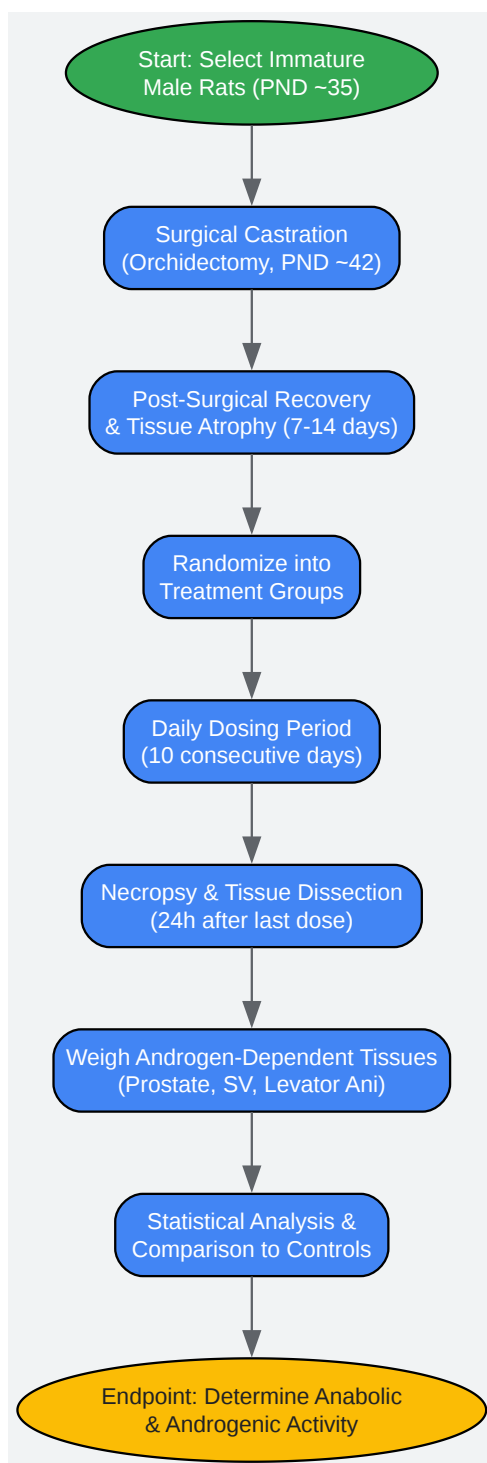 Start: Select Immature
Male Rats (PND ~35)
Surgical Castration
(Orchidectomy, PND ~42)
Post-Surgical Recovery
& Tissue Atrophy (7-14 days)
Randomize into
Treatment Groups
Daily Dosing Period
(10 consecutive days)
Necropsy & Tissue Dissection
(24h after last dose)
Weigh Androgen-Dependent Tissues
(Prostate, SV, Levator Ani)
Statistical Analysis &
Comparison to Controls
Endpoint: Determine Anabolic
& Androgenic Activity